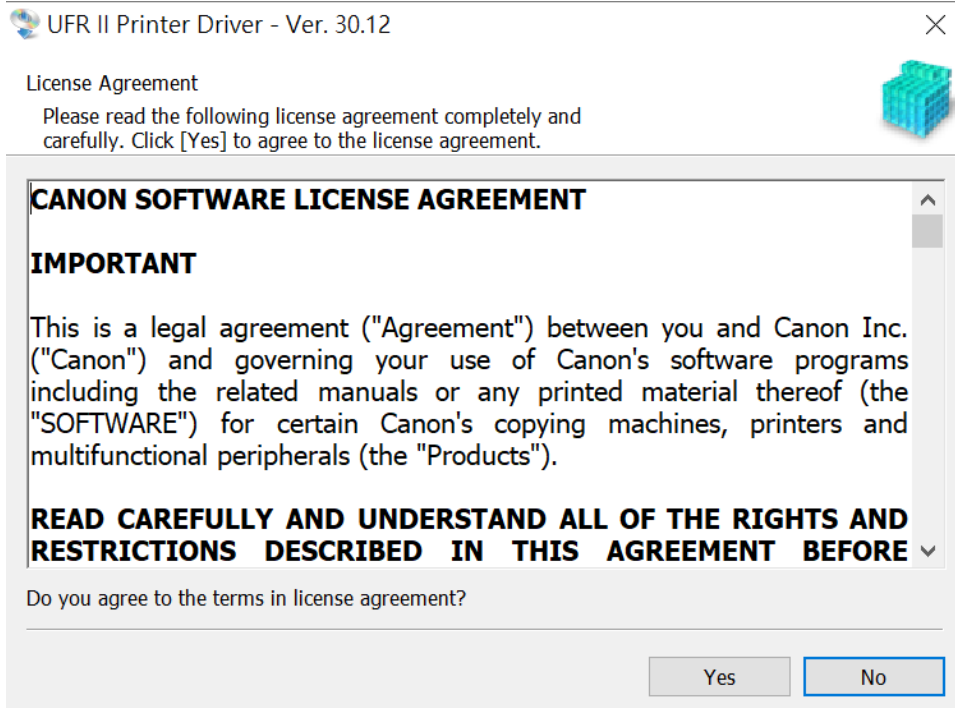 UFR II Printer Driver - Ver. 30.12
License Agreement
Please read the following license agreement completely and
carefully. Click [Yes] to agree to the license agreement.
CANON SOFTWARE LICENSE AGREEMENT
IMPORTANT
This is a legal agreement ("Agreement") between you and Canon Inc.
("Canon") and governing your use of Canon's software programs
including the related manuals or any printed material thereof (the
"SOFTWARE") for certain Canon's copying machines, printers and
multifunctional peripherals (the "Products").
READ CAREFULLY AND UNDERSTAND ALL OF THE RIGHTS AND
RESTRICTIONS DESCRIBED IN THIS AGREEMENT BEFORE
Do you agree to the terms in license agreement?
Yes
No